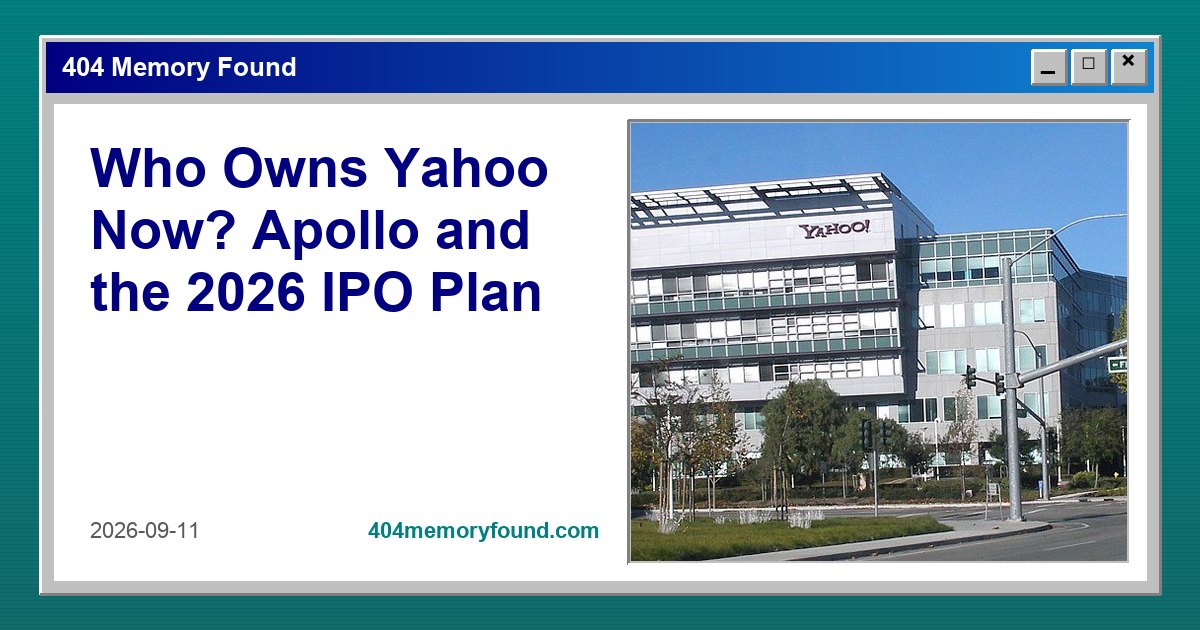 404 Memory Found
Who Owns Yahoo
Now? Apollo and
the 2026 IPO Plan
YAHOO!
2026-09-11
404memoryfound.com